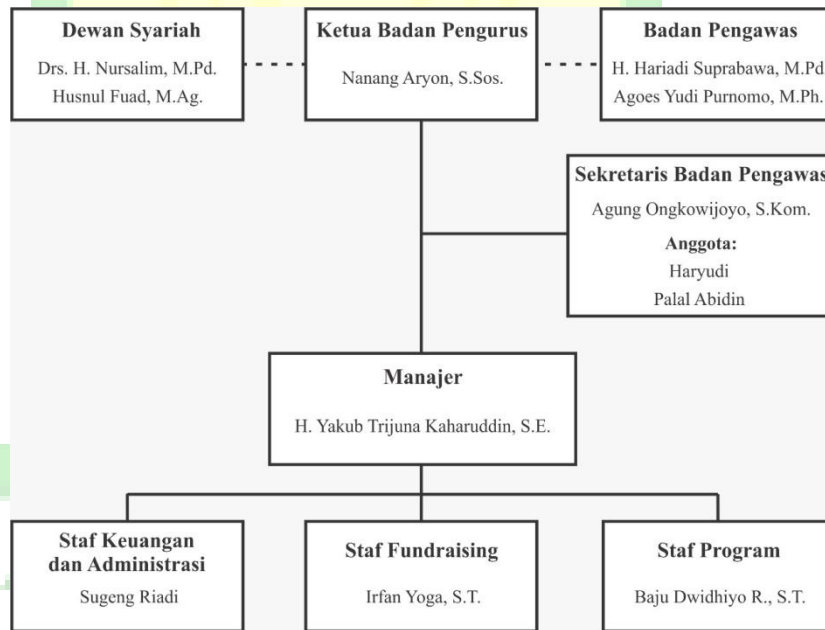 Dewan Syariah
Drs. H. Nursalim, M.Pd.
Husnul Fuad, M.Ag.
Ketua Badan Pengurus
Nanang Aryon, S.Sos.
Badan Pengawas
H. Hariadi Suprabawa, M.Pd
Agoes Yudi Purnomo, M.Ph.
Sekretaris Badan Pengawas
Agung Ongkowijoyo, S.Kom.
Anggota:
Haryudi
Palal Abidin
Manajer
H. Yakub Trijuna Kaharuddin, S.E.
Staf Keuangan
dan Administrasi
Sugeng Riadi
Staf Fundraising
Irfan Yoga, S.T.
Staf Program
Baju Dwidhiyo R., S.T.